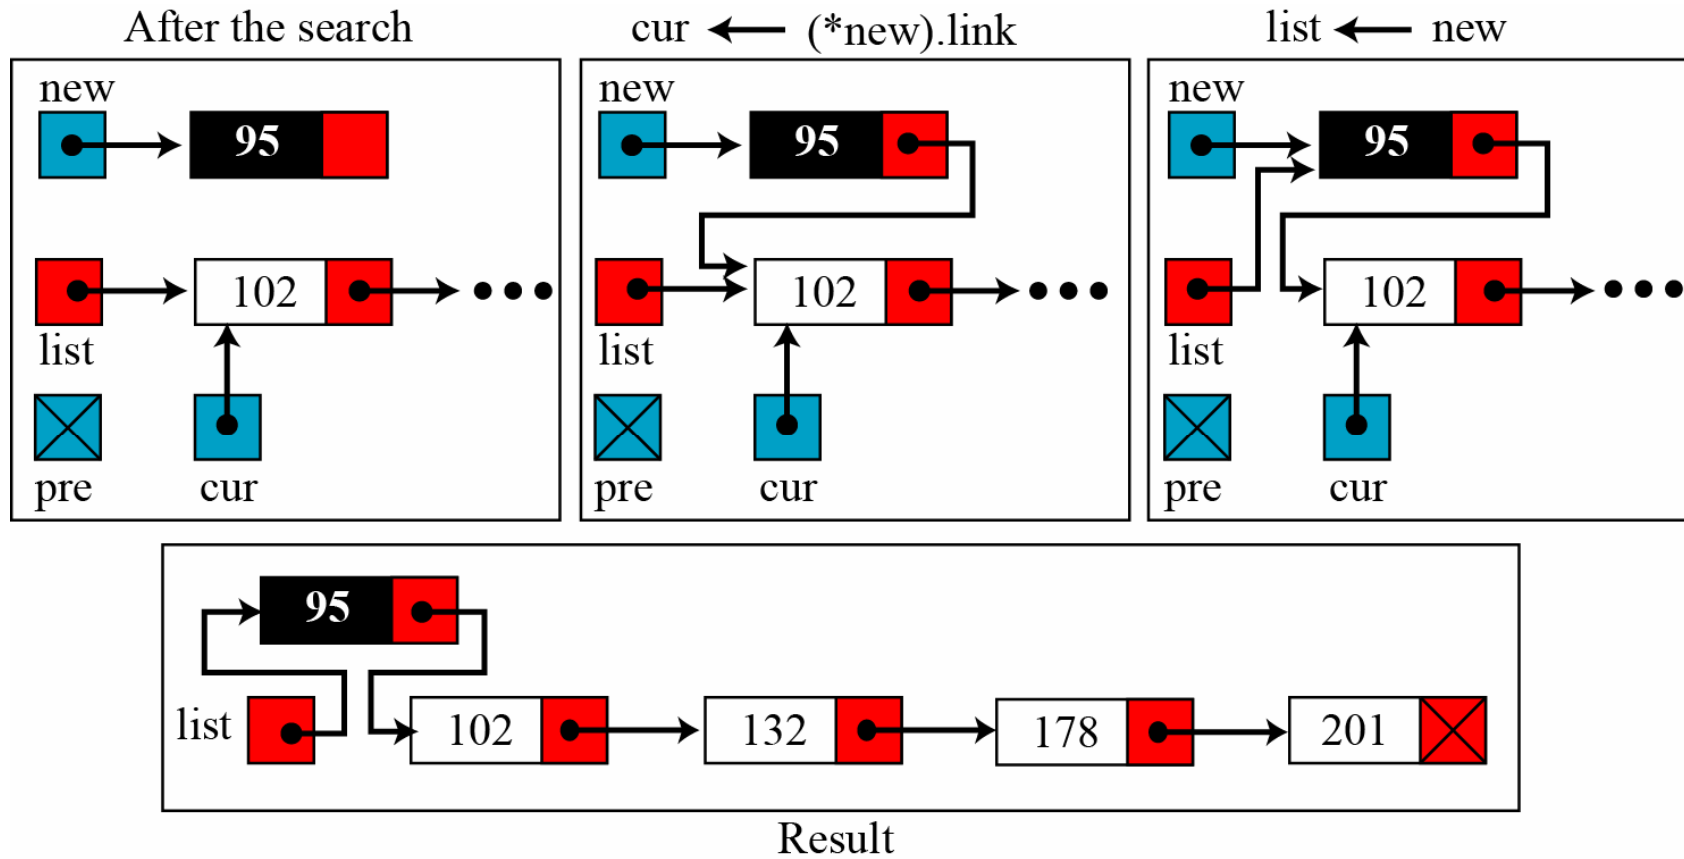 After the search
cur ← (*new).link
list ← new
new
95
102
list
pre
cur
new
95
102
list
pre
cur
new
95
102
list
pre
cur
95
list
102
132
178
201
Result